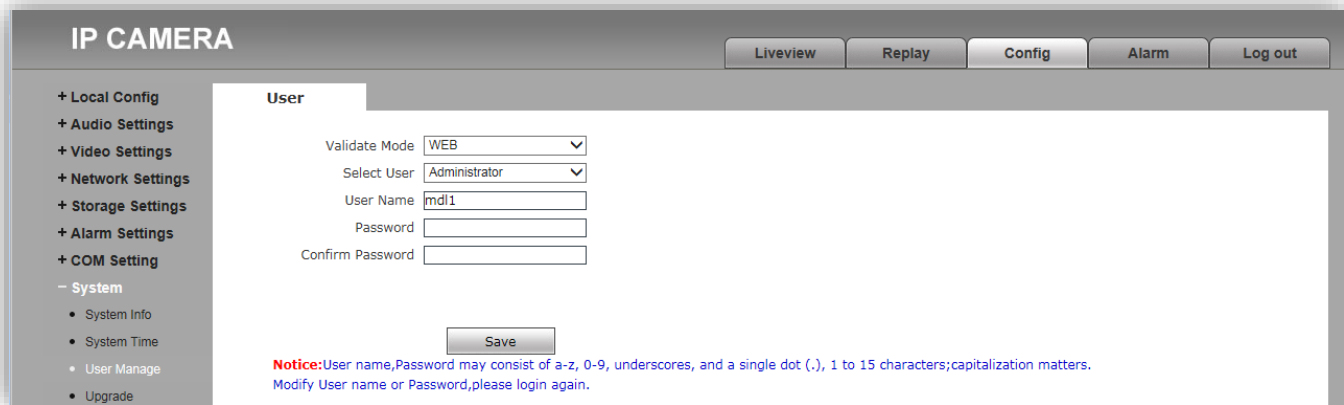 IP CAMERA
Liveview Replay Config Alarm Log out
+ Local Config
+ Audio Settings
+ Video Settings
+ Network Settings
+ Storage Settings
+ Alarm Settings
+ COM Setting
− System
• System Info
• System Time
• User Manage
• Upgrade
User
Validate Mode WEB
Select User Administrator
User Name mdl1
Password
Confirm Password
Save
Notice:User name,Password may consist of a-z, 0-9, underscores, and a single dot (.), 1 to 15 characters;capitalization matters.
Modify User name or Password,please login again.